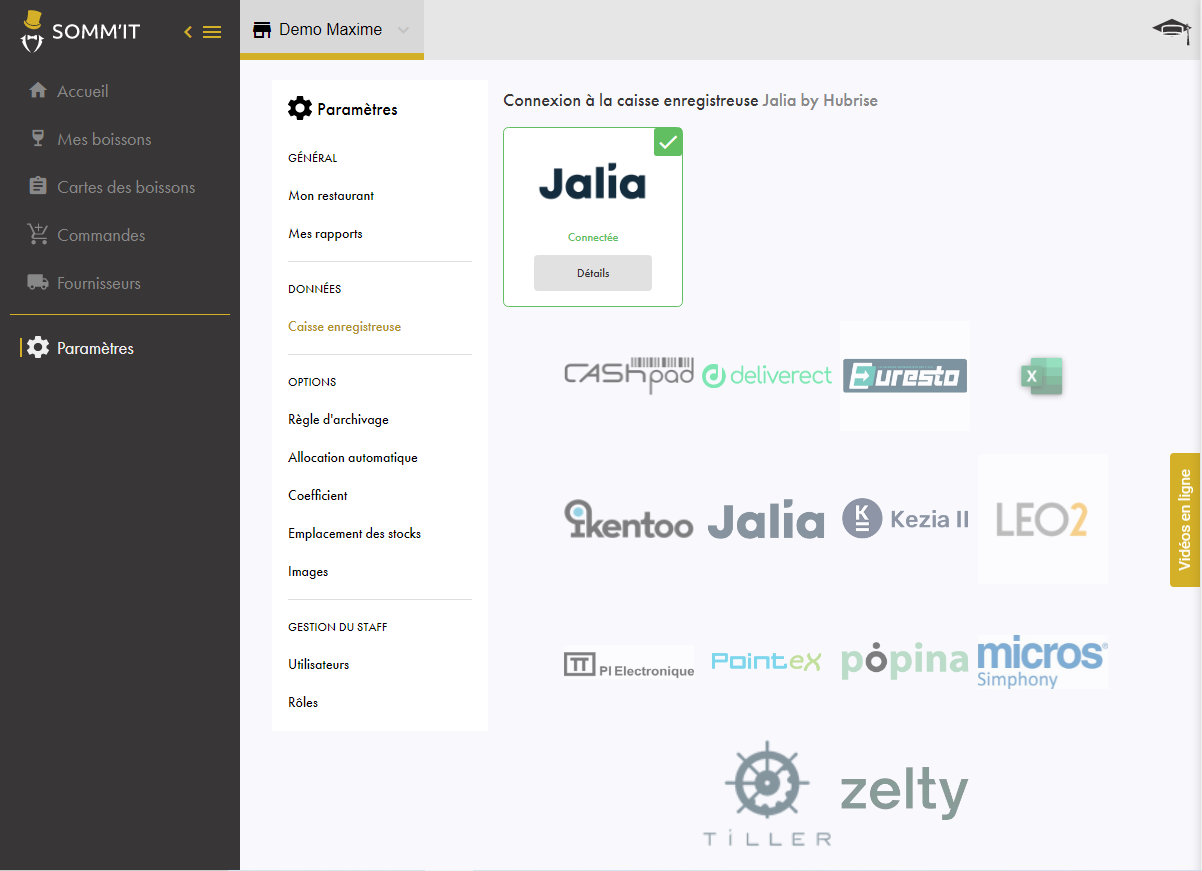 SOMM'IT
Demo Maxime
Accueil
Mes boissons
Cartes des boissons
Commandes
Fournisseurs
Paramètres
Paramètres
GÉNÉRAL
Mon restaurant
Mes rapports
DONNÉES
Caisse enregistreuse
OPTIONS
Règle d'archivage
Allocation automatique
Coefficient
Emplacement des stocks
Images
GESTION DU STAFF
Utilisateurs
Rôles
Connexion à la caisse enregistreuse Jalia by Hubrise
Jalia
Connectée
Détails
CASHpad deliverect Euresto X
ikentoo Jalia K Kezia II LEO2
PI Electronique Pointex popina micros
Simphony
TiLLER zelty
Vidéos en ligne